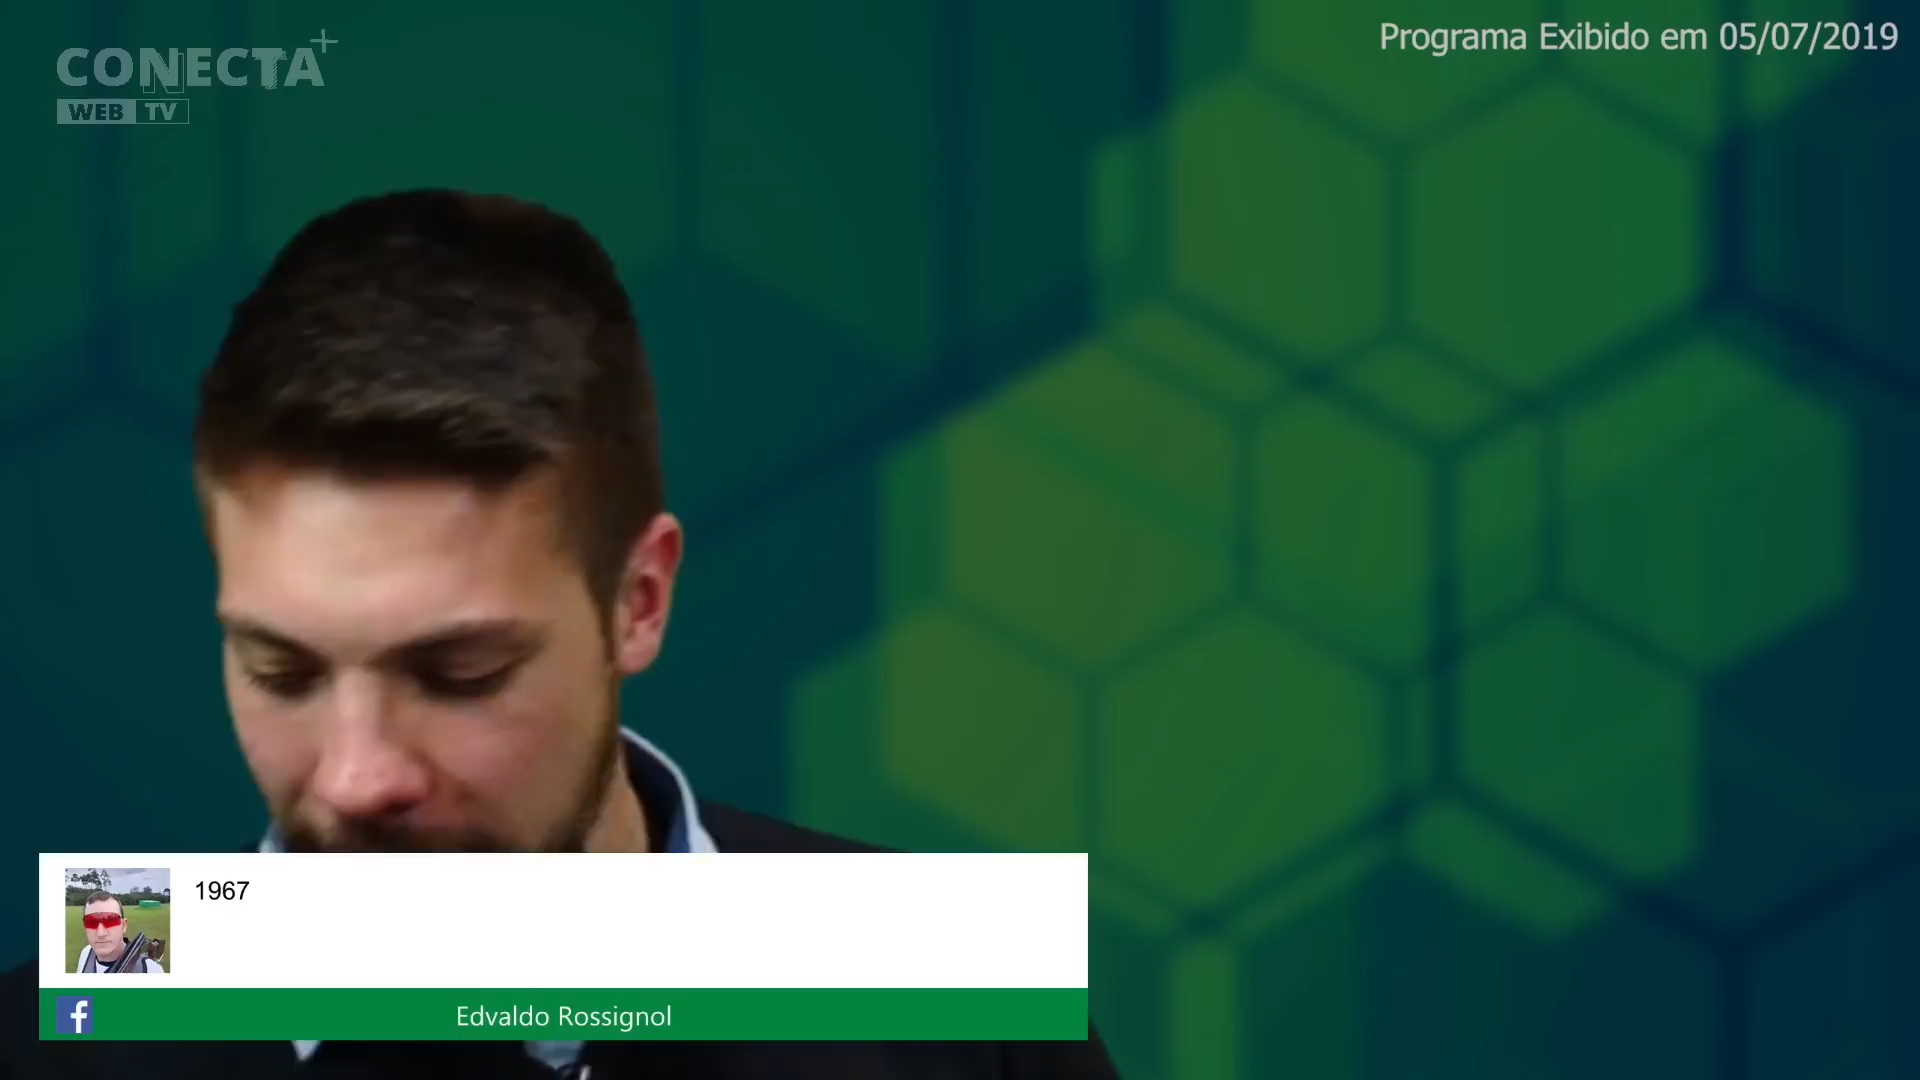 CONECTA+
WEB TV
Programa Exibido em 05/07/2019
1967
Edvaldo Rossignol